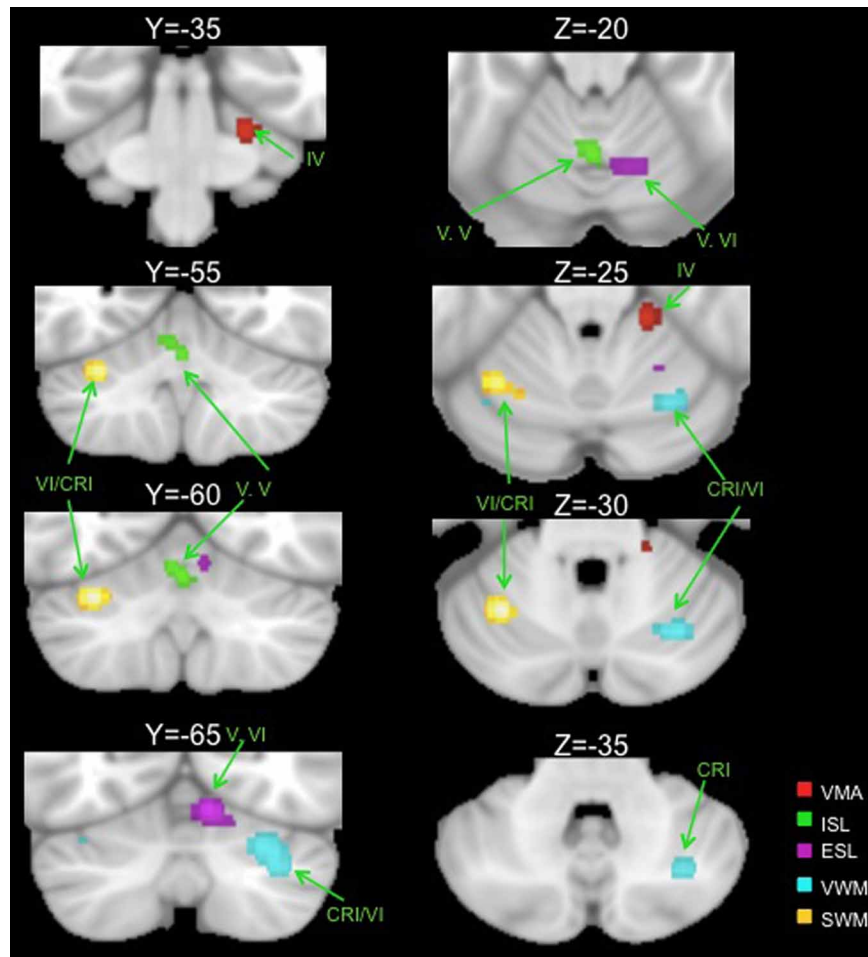 Y=-35
IV
Z=-20
V. V
V. VI
Y=-55
Z=-25
IV
VI/CRI
V. V
VI/CRI
CRI/VI
Y=-60
Z=-30
Y=-65
V. VI
CRI/VI
Z=-35
CRI
VMA
ISL
ESL
VWM
SWM